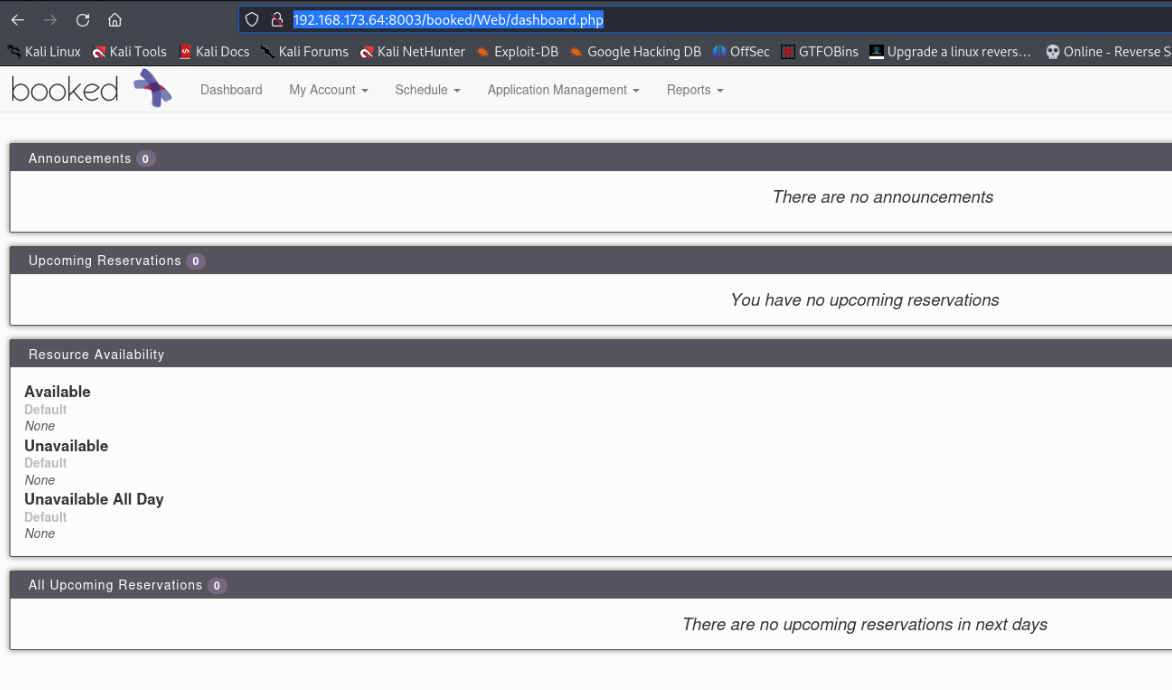 192.168.173.64:8003/booked/Web/dashboard.php
Kali Linux Kali Tools Kali Docs Kali Forums Kali NetHunter Exploit-DB Google Hacking DB OffSec GTFOBins Upgrade a linux revers… Online - Reverse S
booked Dashboard My Account Schedule Application Management Reports
Announcements 0
There are no announcements
Upcoming Reservations 0
You have no upcoming reservations
Resource Availability
Available
Default
None
Unavailable
Default
None
Unavailable All Day
Default
None
All Upcoming Reservations 0
There are no upcoming reservations in next days